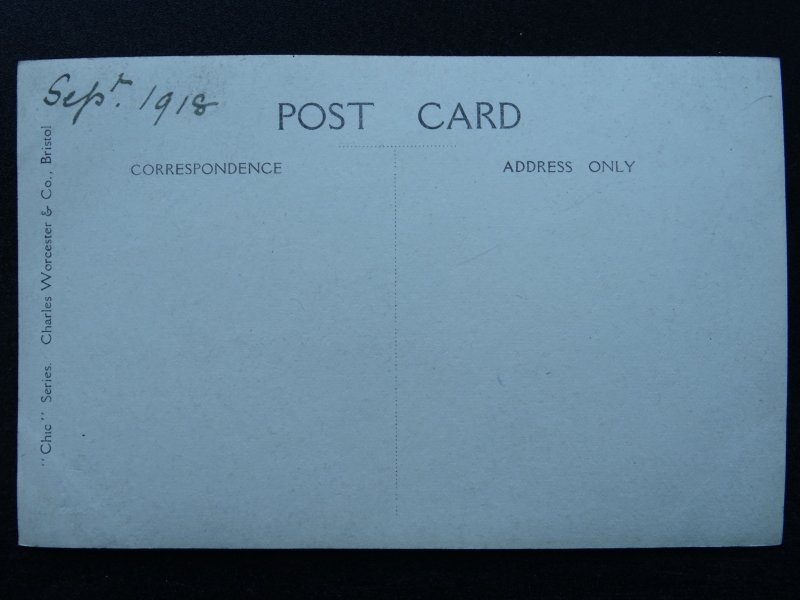 Sept. 1918
POST CARD
CORRESPONDENCE
ADDRESS ONLY
"Chic" Series. Charles Worcester & Co., Bristol